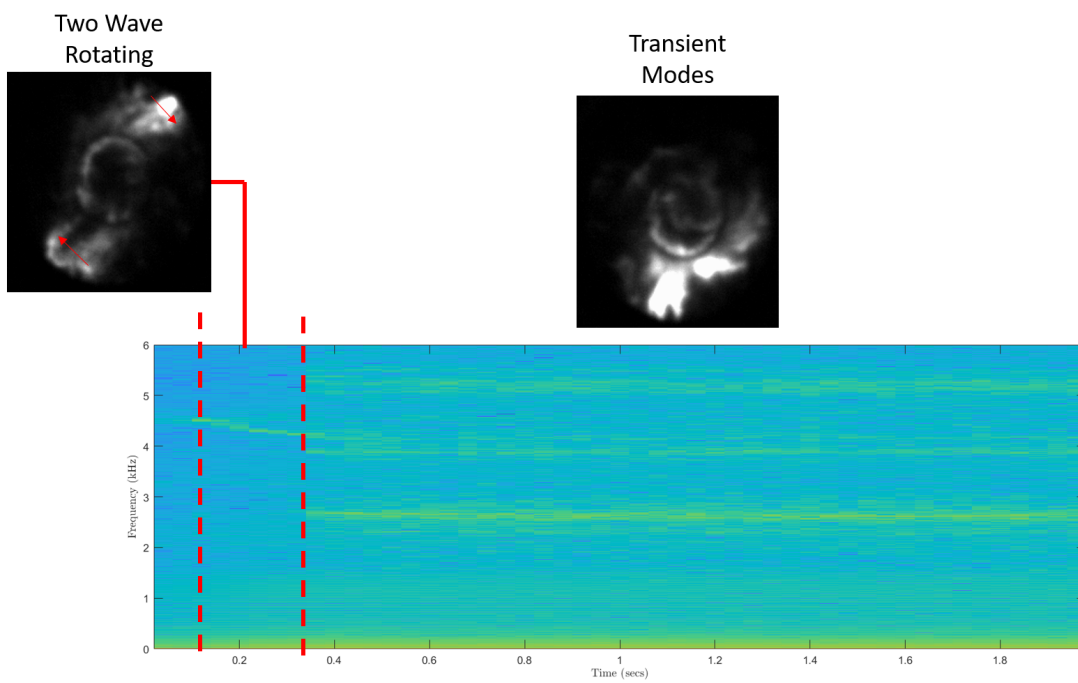 Two Wave
Rotating
Transient
Modes
6
5
4
3
2
1
0
Frequency (kHz)
0.2
0.4
0.6
0.8
1
1.2
1.4
1.6
1.8
Time (secs)